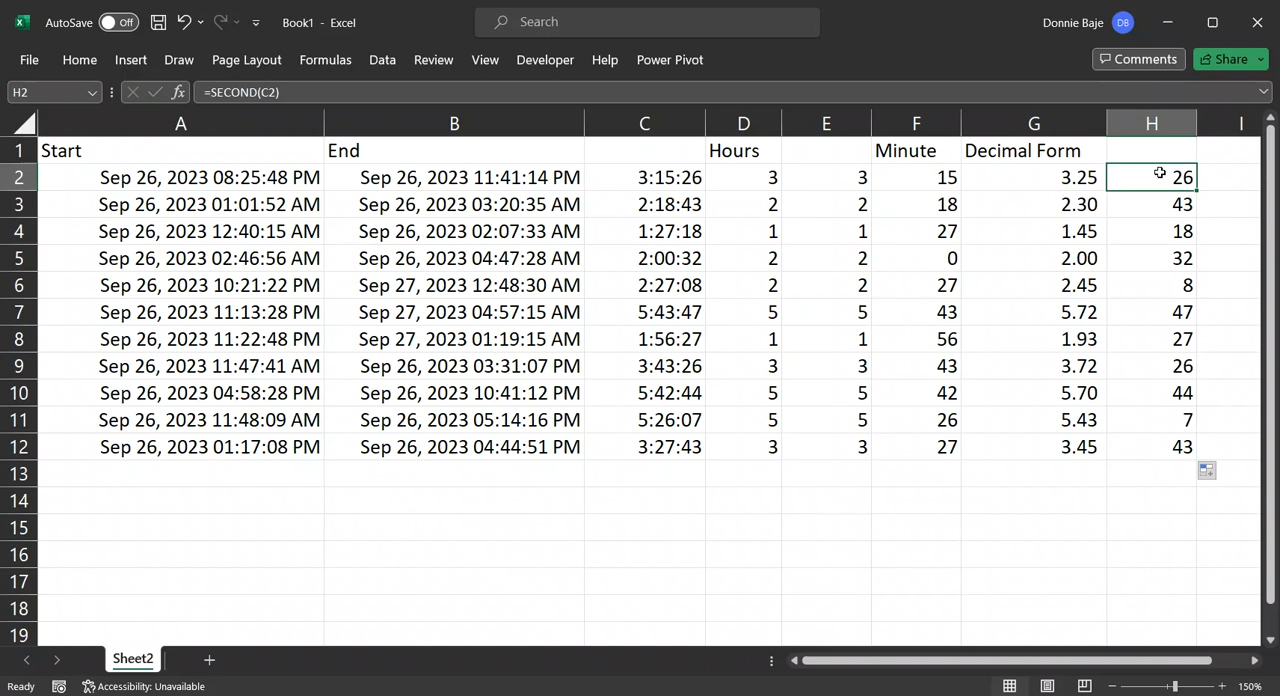 AutoSave Off Book1 - Excel Search Donnie Baje DB
File Home Insert Draw Page Layout Formulas Data Review View Developer Help Power Pivot Comments Share
H2 fx =SECOND(C2)
A B C D E F G H I
1 Start End Hours Minute Decimal Form
2 Sep 26, 2023 08:25:48 PM Sep 26, 2023 11:41:14 PM 3:15:26 3 3 15 3.25 26
3 Sep 26, 2023 01:01:52 AM Sep 26, 2023 03:20:35 AM 2:18:43 2 2 18 2.30 43
4 Sep 26, 2023 12:40:15 AM Sep 26, 2023 02:07:33 AM 1:27:18 1 1 27 1.45 18
5 Sep 26, 2023 02:46:56 AM Sep 26, 2023 04:47:28 AM 2:00:32 2 2 0 2.00 32
6 Sep 26, 2023 10:21:22 PM Sep 27, 2023 12:48:30 AM 2:27:08 2 2 27 2.45 8
7 Sep 26, 2023 11:13:28 PM Sep 27, 2023 04:57:15 AM 5:43:47 5 5 43 5.72 47
8 Sep 26, 2023 11:22:48 PM Sep 27, 2023 01:19:15 AM 1:56:27 1 1 56 1.93 27
9 Sep 26, 2023 11:47:41 AM Sep 26, 2023 03:31:07 PM 3:43:26 3 3 43 3.72 26
10 Sep 26, 2023 04:58:28 PM Sep 26, 2023 10:41:12 PM 5:42:44 5 5 42 5.70 44
11 Sep 26, 2023 11:48:09 AM Sep 26, 2023 05:14:16 PM 5:26:07 5 5 26 5.43 7
12 Sep 26, 2023 01:17:08 PM Sep 26, 2023 04:44:51 PM 3:27:43 3 3 27 3.45 43
13
14
15
16
17
18
19
Sheet2
Ready Accessibility: Unavailable 150%